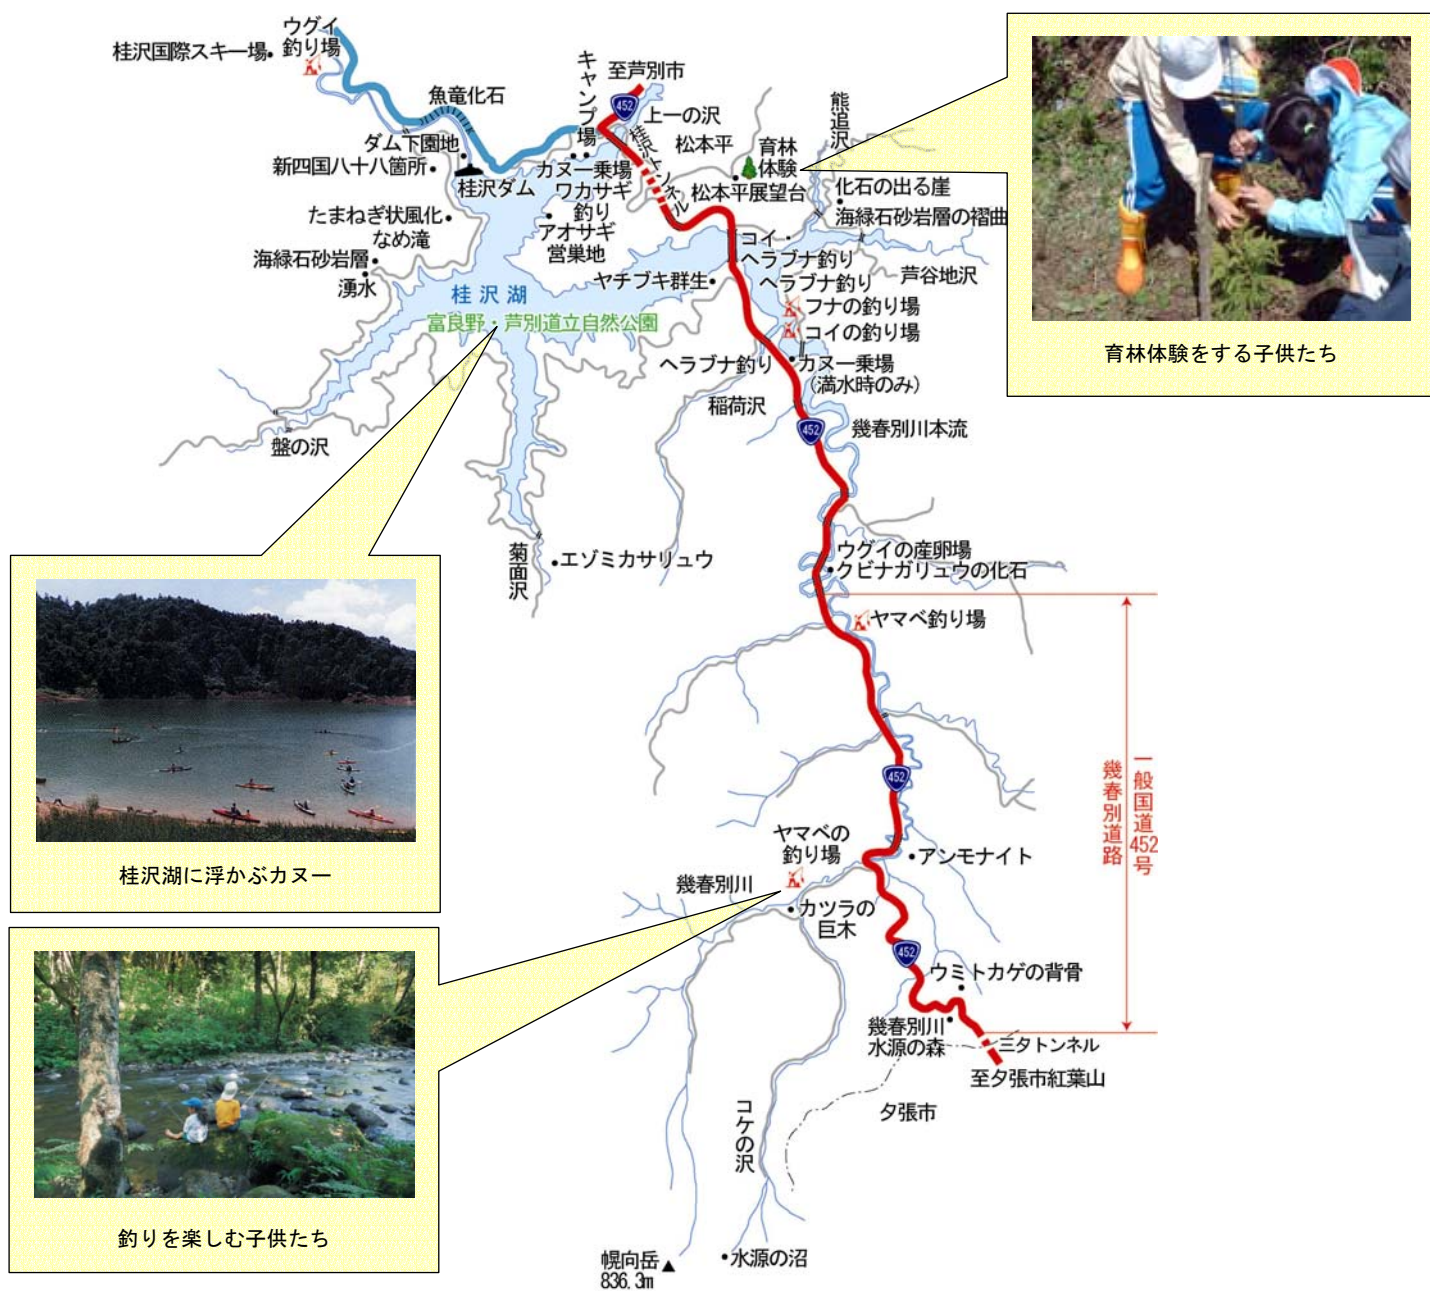 ウグイ
釣り場
桂沢国際スキー場
魚竜化石
ダム下園地
新四国八十八箇所
桂沢ダム
たまねぎ状風化
なめ滝
海緑石砂岩層
湧水
キャンプ場
至芦別市
452
上一の沢
桂沢トンネル
松本平
育林
体験
松本平展望台
熊追沢
化石の出る崖
海緑石砂岩層の褶曲
カヌー乗場
ワカサギ
釣り
アオサギ
営巣地
コイ
ヘラブナ釣り
ヘラブナ釣り
芦谷地沢
ヤチブキ群生
フナの釣り場
コイの釣り場
桂沢湖
富良野・芦別道立自然公園
ヘラブナ釣り
カヌー乗場
(満水時のみ)
稲荷沢
452
幾春別川本流
盤の沢
菊面沢
エゾミカサリュウ
ウグイの産卵場
クビナガリュウの化石
ヤマベ釣り場
一般国道452号
幾春別道路
452
ヤマベの
釣り場
アンモナイト
幾春別川
カツラの
巨木
452
ウミトカゲの背骨
幾春別川
水源の森
三夕トンネル
至夕張市紅葉山
夕張市
コケの沢
幌向岳
836.3m
水源の沼
育林体験をする子供たち
桂沢湖に浮かぶカヌー
釣りを楽しむ子供たち